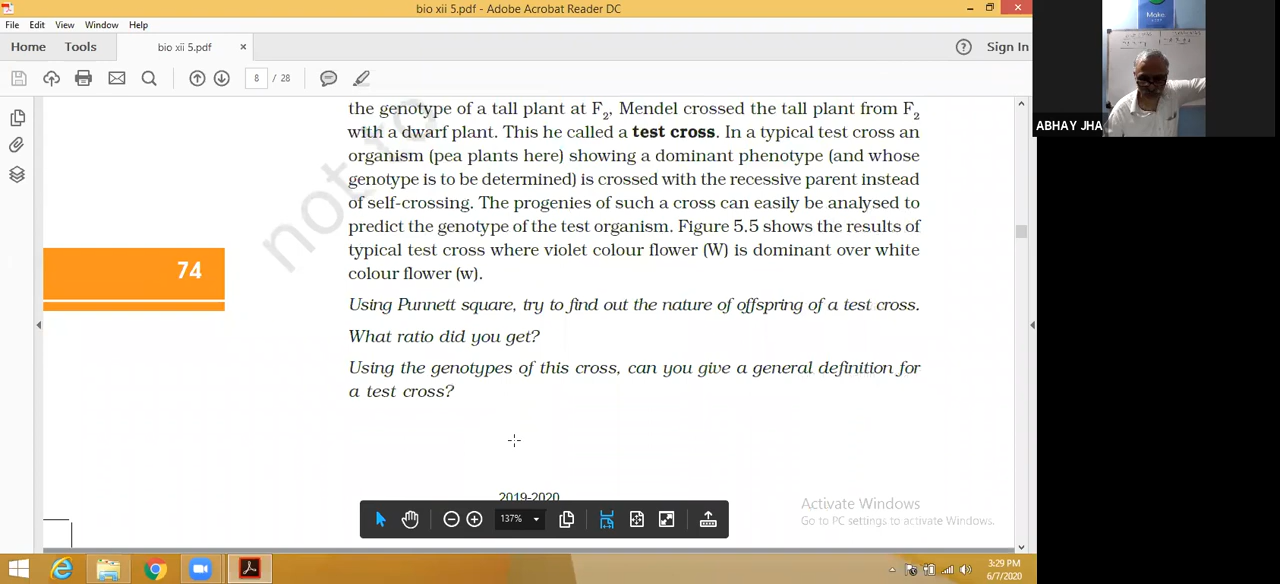 bio xii 5.pdf - Adobe Acrobat Reader DC
File Edit View Window Help
Home Tools bio xii 5.pdf × Sign In
8 / 28
the genotype of a tall plant at F2, Mendel crossed the tall plant from F2
with a dwarf plant. This he called a test cross. In a typical test cross an
organism (pea plants here) showing a dominant phenotype (and whose
genotype is to be determined) is crossed with the recessive parent instead
of self-crossing. The progenies of such a cross can easily be analysed to
predict the genotype of the test organism. Figure 5.5 shows the results of
typical test cross where violet colour flower (W) is dominant over white
colour flower (w).
74
Using Punnett square, try to find out the nature of offspring of a test cross.
What ratio did you get?
Using the genotypes of this cross, can you give a general definition for
a test cross?
not to
2019-2020
137%
Activate Windows
Go to PC settings to activate Windows.
3:29 PM
6/7/2020
Make
ABHAY JHA